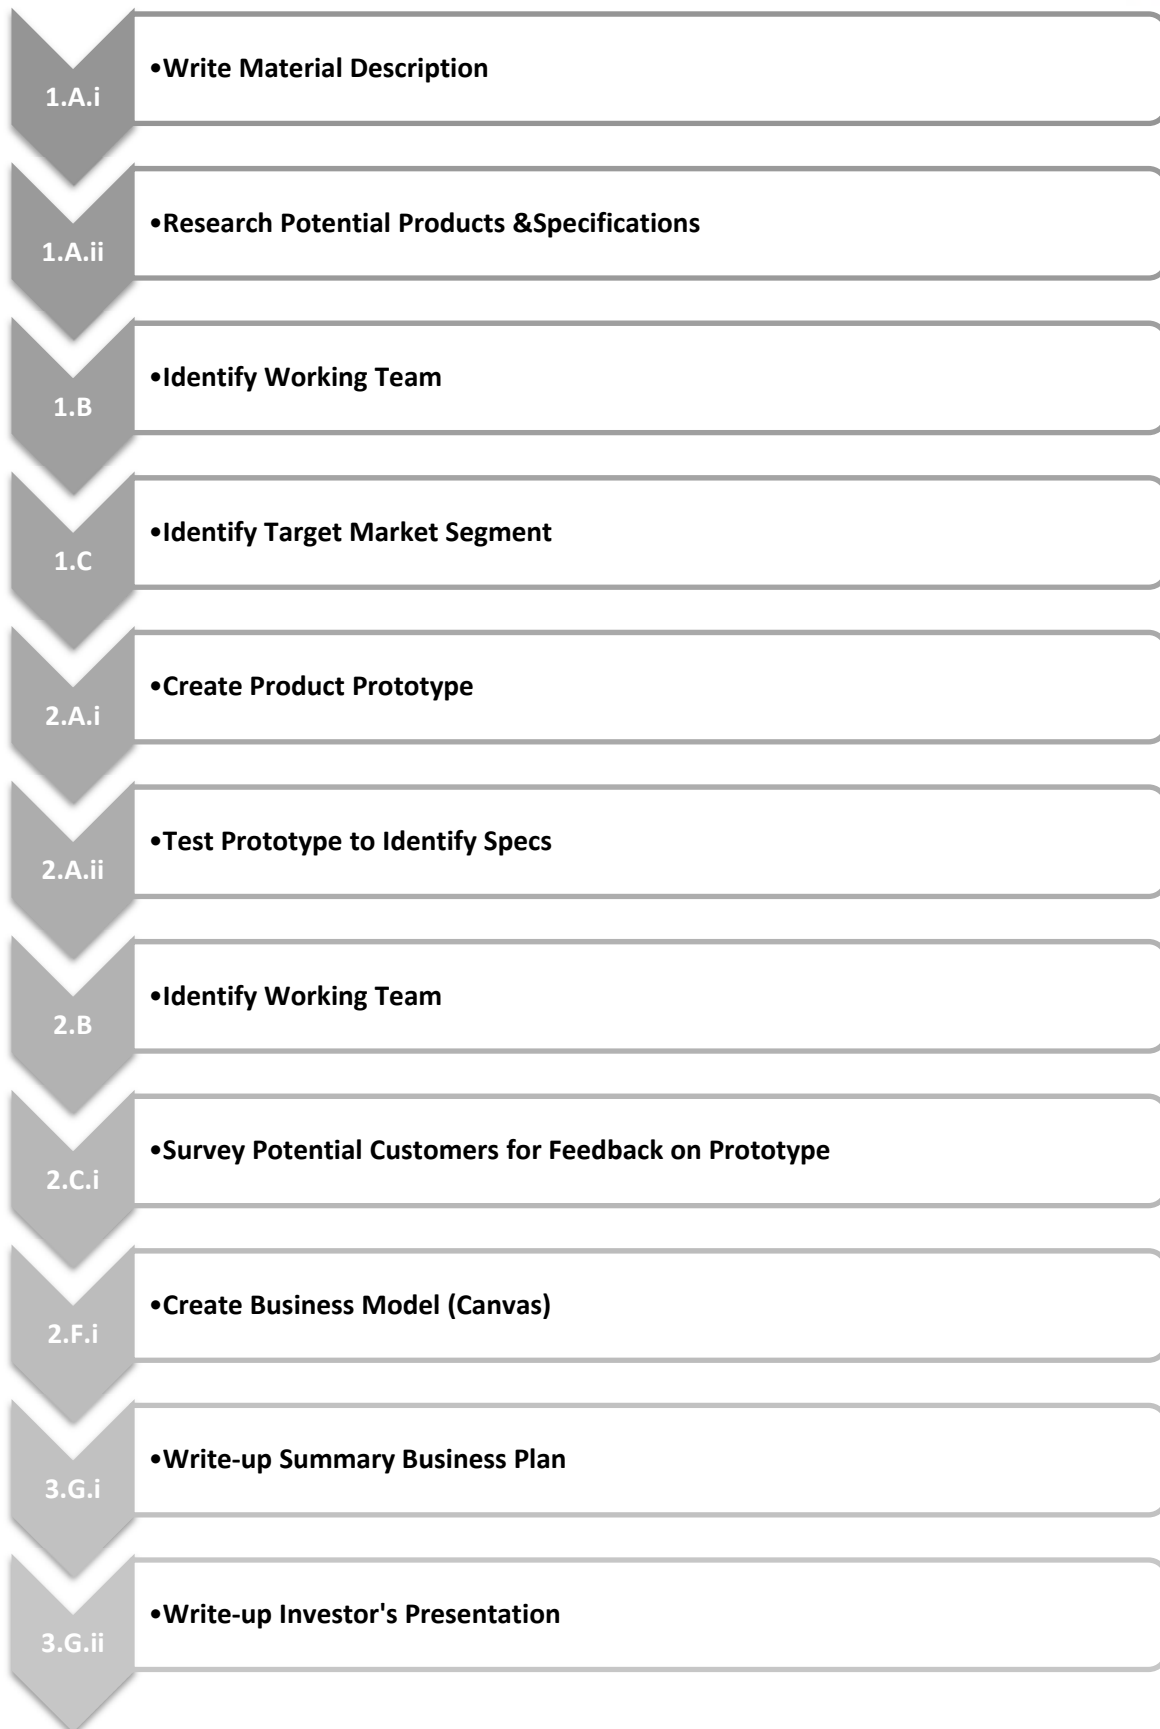 •Write Material Description
1.A.i
•Research Potential Products &Specifications
1.A.ii
•Identify Working Team
1.B
•Identify Target Market Segment
1.C
•Create Product Prototype
2.A.i
•Test Prototype to Identify Specs
2.A.ii
•Identify Working Team
2.B
•Survey Potential Customers for Feedback on Prototype
2.C.i
•Create Business Model (Canvas)
2.F.i
•Write-up Summary Business Plan
3.G.i
•Write-up Investor's Presentation
3.G.ii